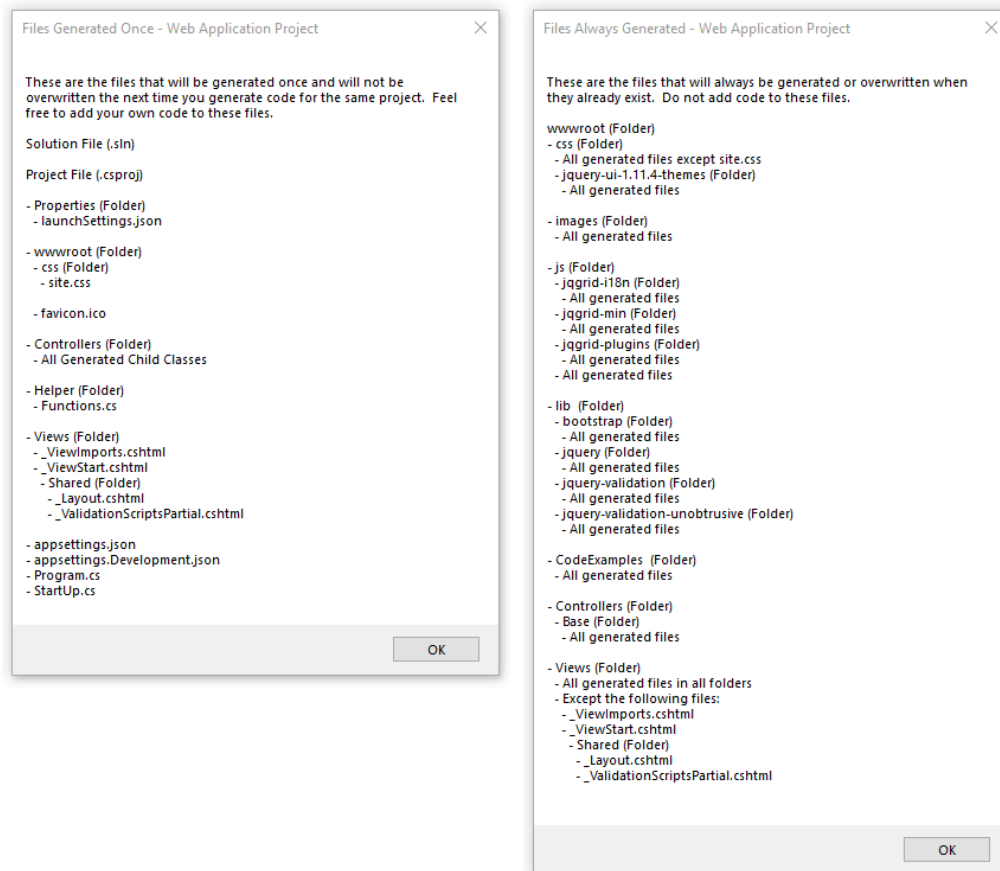 Files Generated Once - Web Application Project
These are the files that will be generated once and will not be
overwritten the next time you generate code for the same project.  Feel
free to add your own code to these files.
Solution File (.sln)
Project File (.csproj)
- Properties (Folder)
- launchSettings.json
- wwwroot (Folder)
- css (Folder)
- site.css
- favicon.ico
- Controllers (Folder)
- All Generated Child Classes
- Helper (Folder)
- Functions.cs
- Views (Folder)
- _ViewImports.cshtml
- _ViewStart.cshtml
- Shared (Folder)
- _Layout.cshtml
- _ValidationScriptsPartial.cshtml
- appsettings.json
- appsettings.Development.json
- Program.cs
- StartUp.cs
OK
Files Always Generated - Web Application Project
These are the files that will always be generated or overwritten when
they already exist.  Do not add code to these files.
wwwroot (Folder)
- css (Folder)
- All generated files except site.css
- jquery-ui-1.11.4-themes (Folder)
- All generated files
- images (Folder)
- All generated files
- js (Folder)
- jqgrid-i18n (Folder)
- All generated files
- jqgrid-min (Folder)
- All generated files
- jqgrid-plugins (Folder)
- All generated files
- All generated files
- lib  (Folder)
- bootstrap (Folder)
- All generated files
- jquery (Folder)
- All generated files
- jquery-validation (Folder)
- All generated files
- jquery-validation-unobtrusive (Folder)
- All generated files
- CodeExamples  (Folder)
- All generated files
- Controllers (Folder)
- Base (Folder)
- All generated files
- Views (Folder)
- All generated files in all folders
- Except the following files:
- _ViewImports.cshtml
- _ViewStart.cshtml
- Shared (Folder)
- _Layout.cshtml
- _ValidationScriptsPartial.cshtml
OK